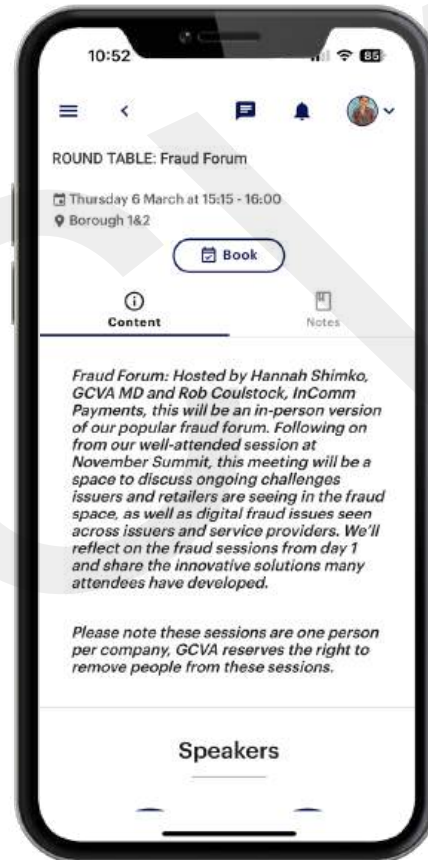 10:52
85
ROUND TABLE: Fraud Forum
Thursday 6 March at 15:15 - 16:00
Borough 1&2
Book
Content
Notes
Fraud Forum: Hosted by Hannah Shimko,
GCVA MD and Rob Coulstock, InComm
Payments, this will be an in-person version
of our popular fraud forum. Following on
from our well-attended session at
November Summit, this meeting will be a
space to discuss ongoing challenges
issuers and retailers are seeing in the fraud
space, as well as digital fraud issues seen
across issuers and service providers. We'll
reflect on the fraud sessions from day 1
and share the innovative solutions many
attendees have developed.
Please note these sessions are one person
per company, GCVA reserves the right to
remove people from these sessions.
Speakers